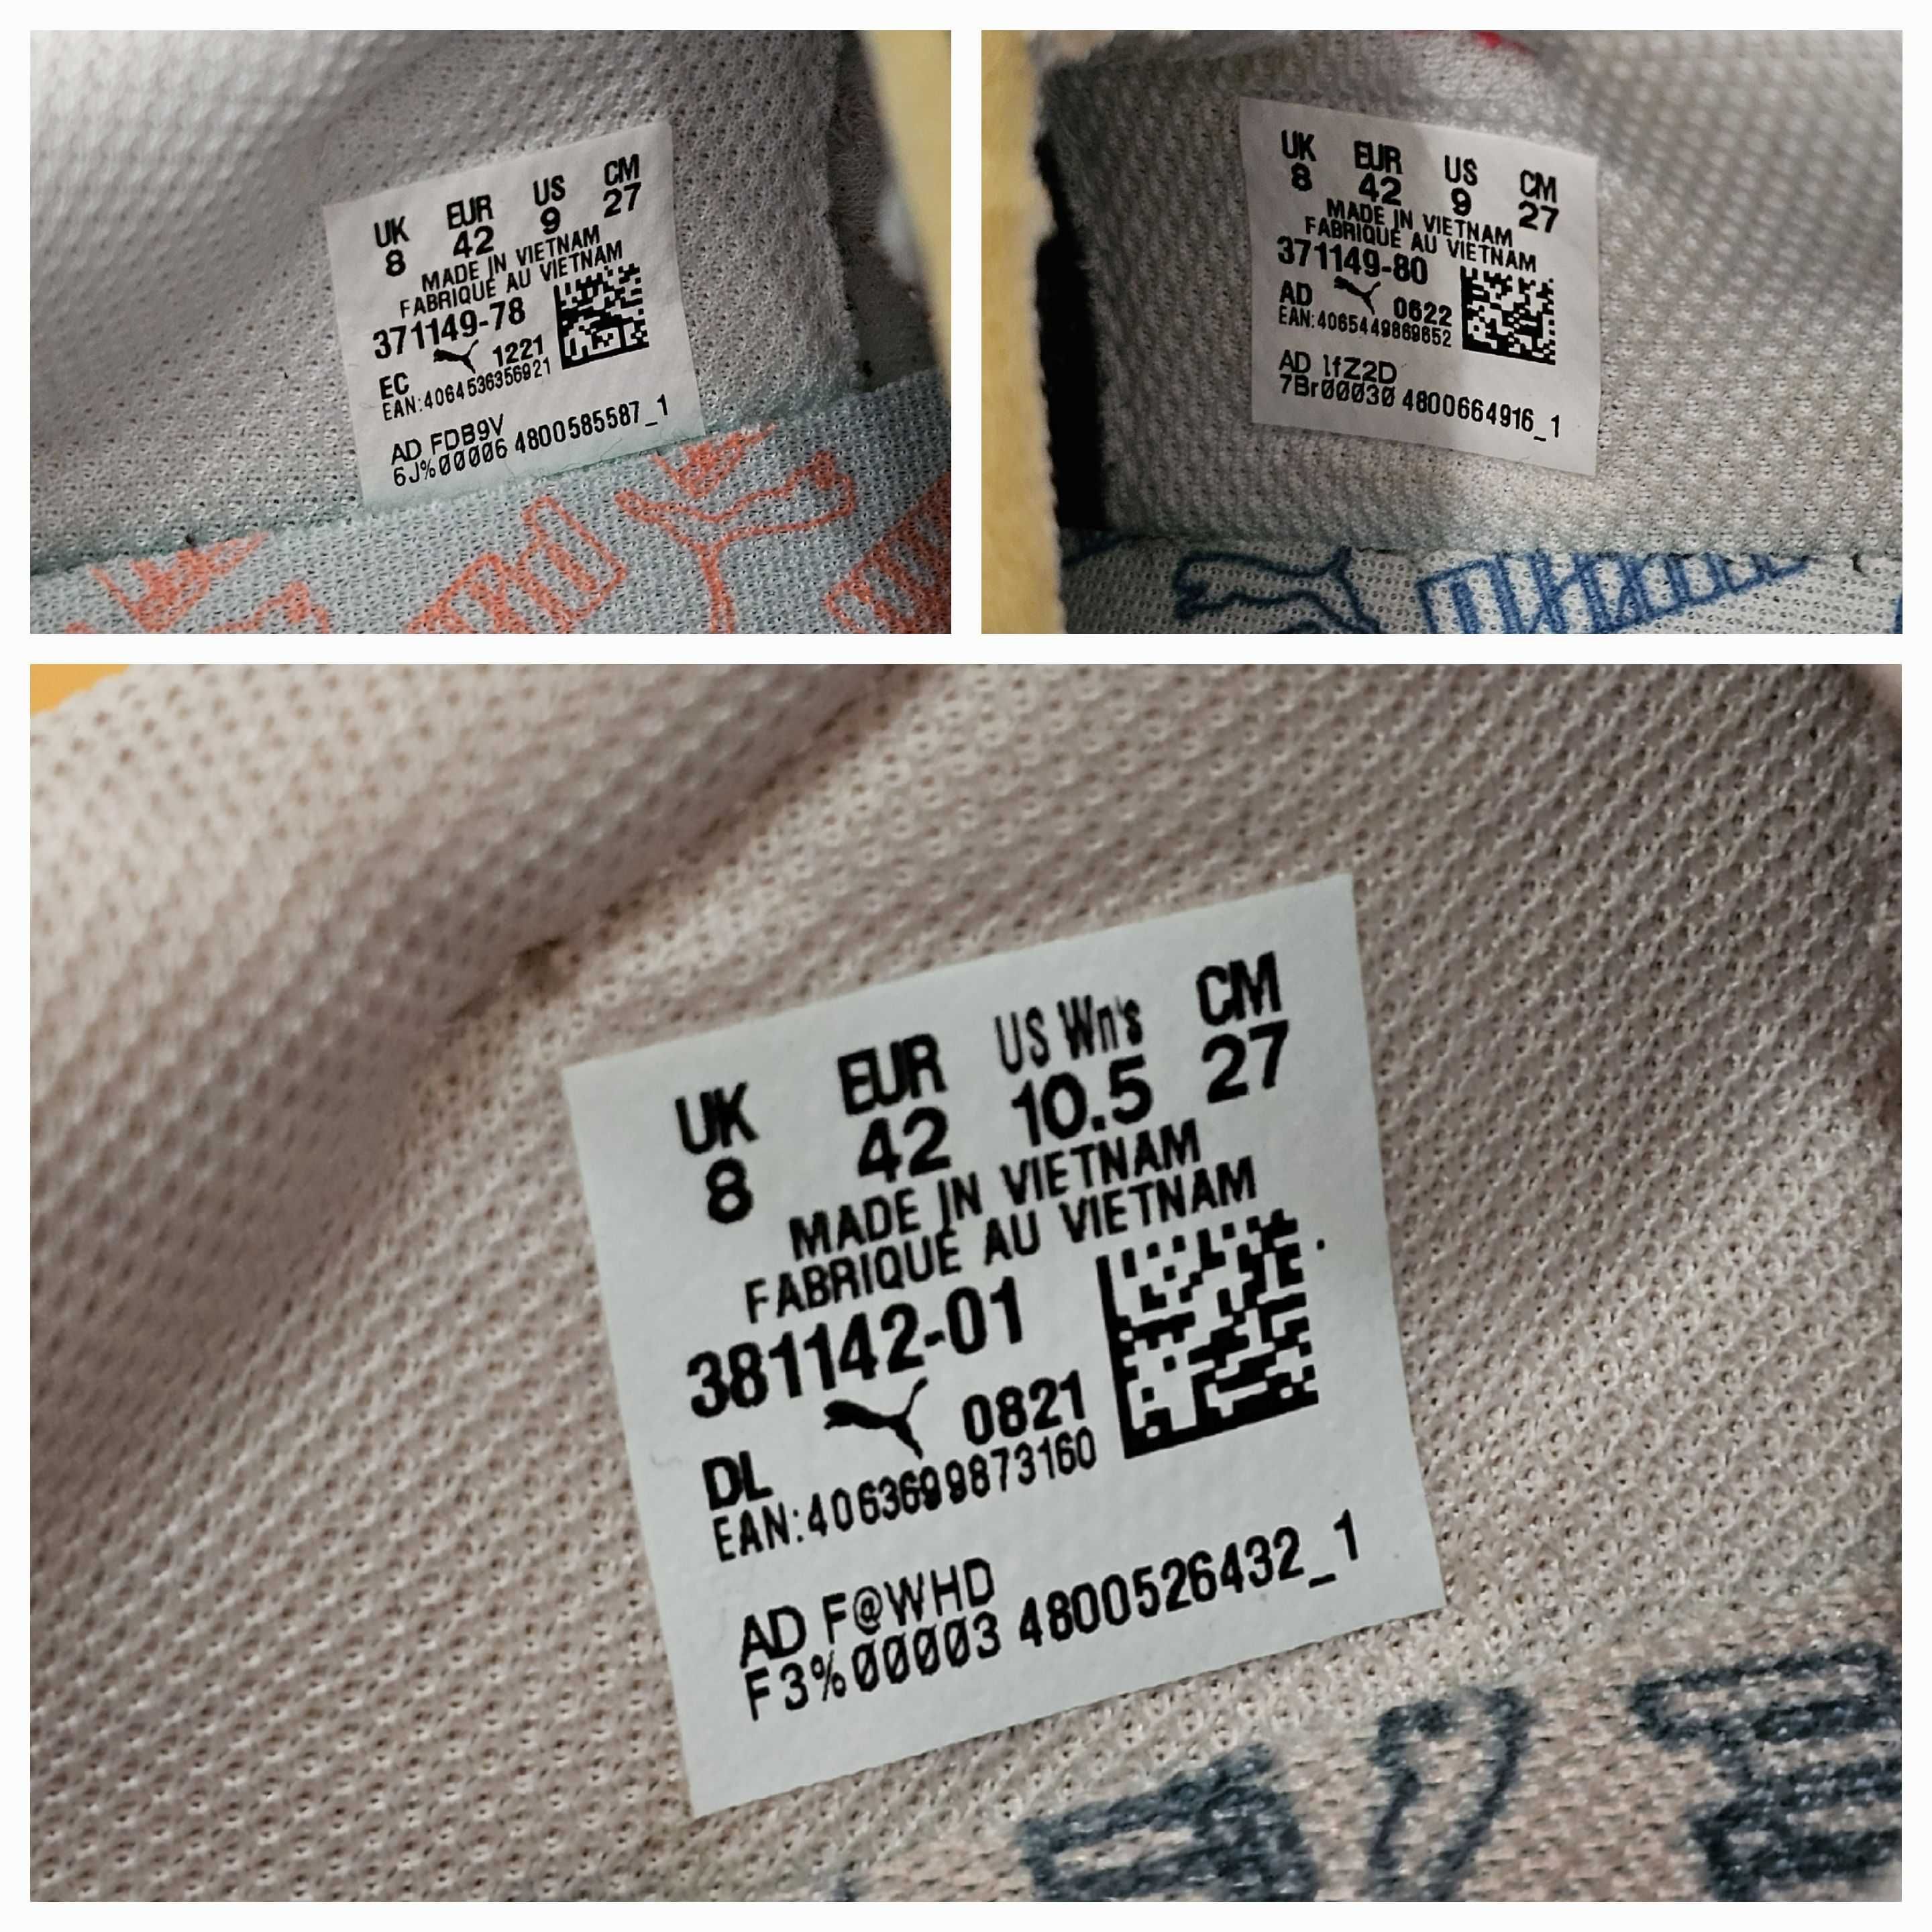 UK EUR US CM
8 42 9 27
MADE IN VIETNAM
FABRIQUE AU VIETNAM
371149-78
EC 1221
EAN:4064536356921
AD FDB9V
6J%00006 4800585587_1
UK EUR US CM
8 42 9 27
MADE IN VIETNAM
FABRIQUE AU VIETNAM
371149-80
AD 0622
EAN:4065449869652
AD lfZ2D
7Br00030 4800664916_1
UK EUR US Wn's CM
8 42 10.5 27
MADE IN VIETNAM
FABRIQUE AU VIETNAM
381142-01
DL 0821
EAN:4063699873160
AD F@WHD
F3%00003 4800526432_1